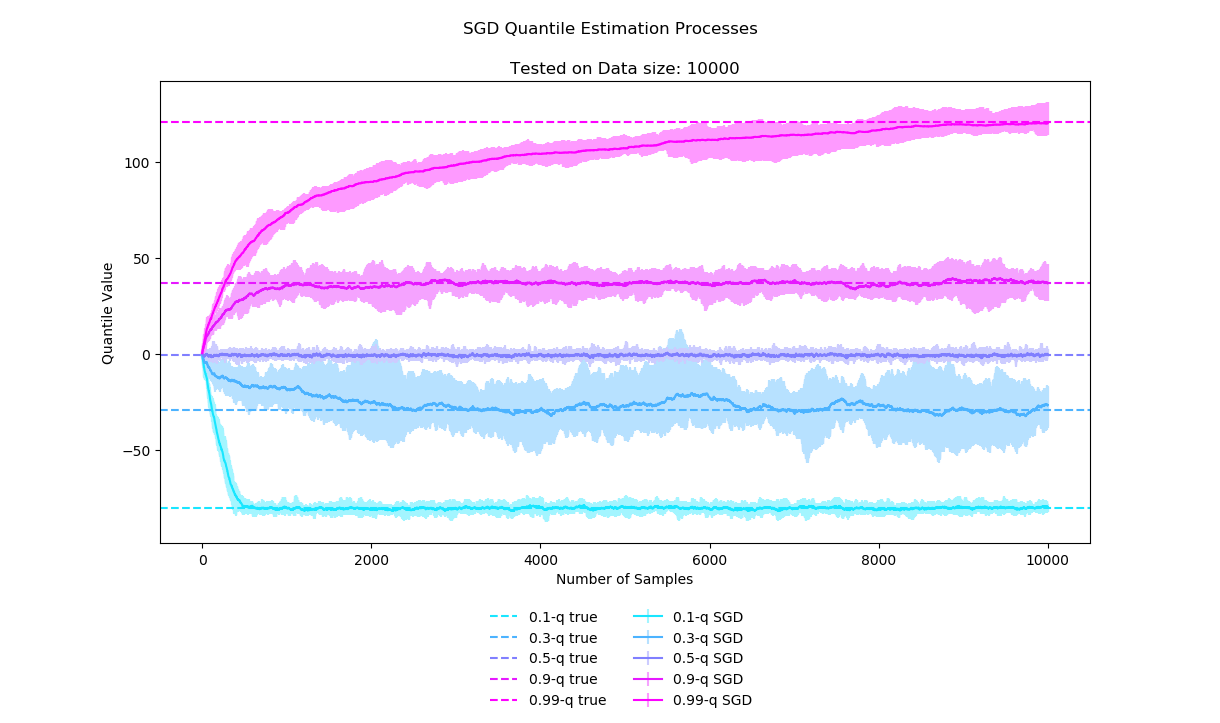 SGD Quantile Estimation Processes
Tested on Data size: 10000
100
50
0
−50
Quantile Value
0 2000 4000 6000 8000 10000
Number of Samples
0.1-q true 0.1-q SGD
0.3-q true 0.3-q SGD
0.5-q true 0.5-q SGD
0.9-q true 0.9-q SGD
0.99-q true 0.99-q SGD